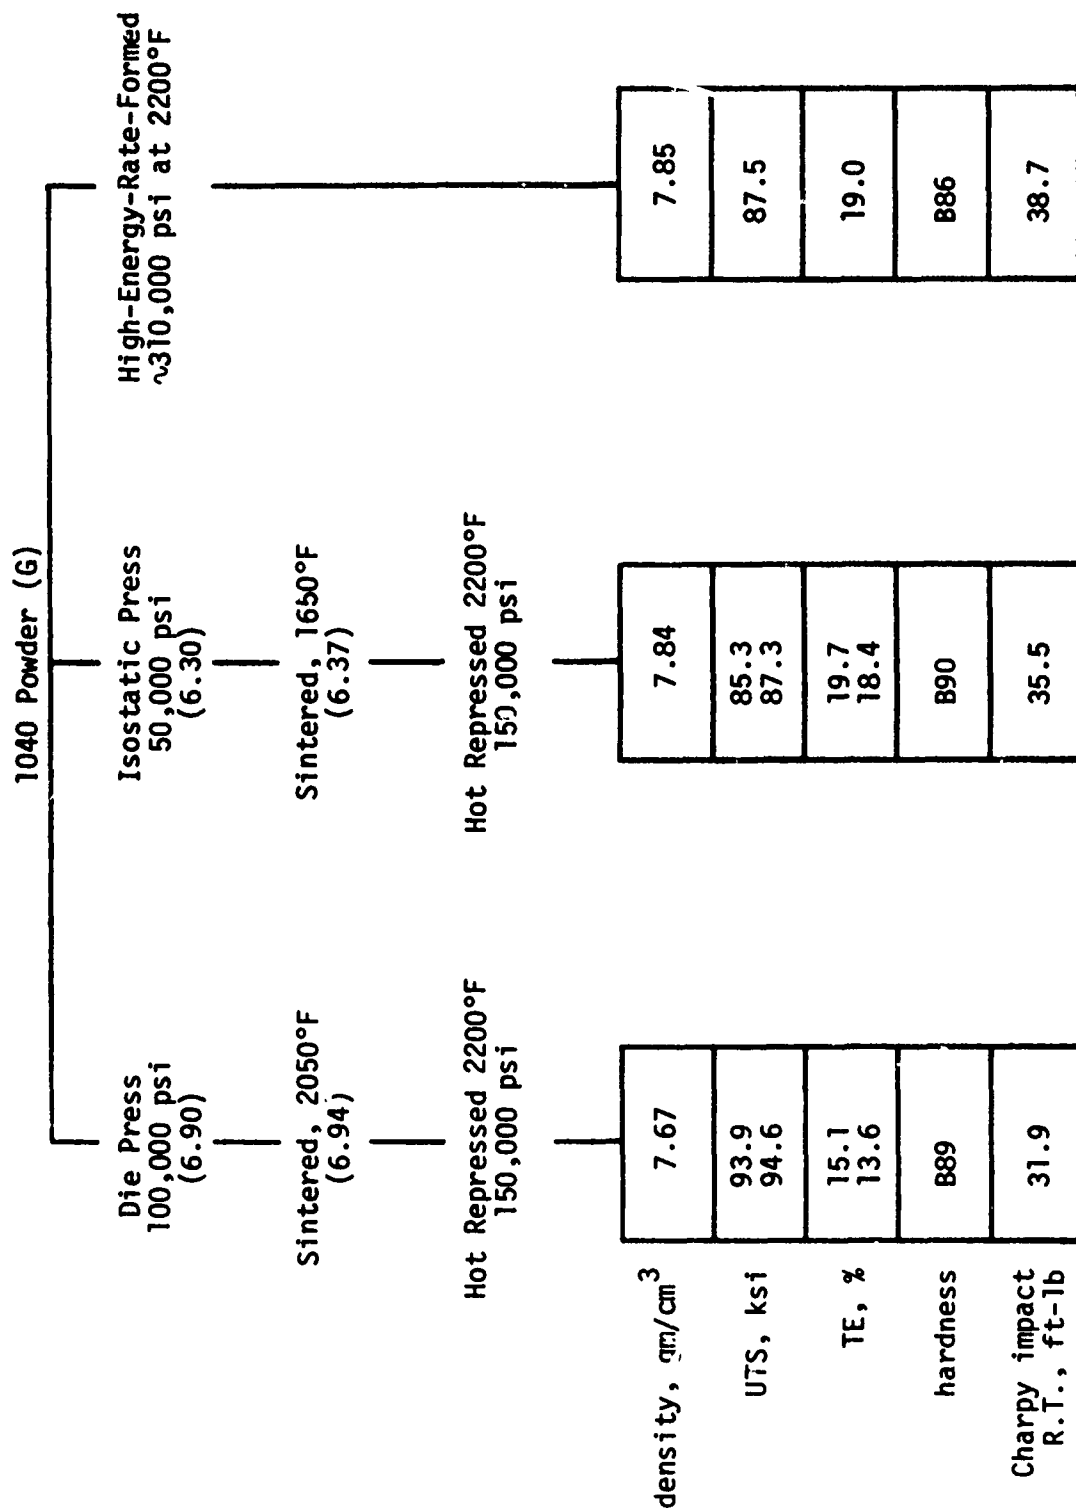 1040 Powder (G)
Die Press
100,000 psi
(6.90)
Sintered, 2050°F
(6.94)
Hot Repressed 2200°F
150,000 psi
Isostatic Press
50,000 psi
(6.30)
Sintered, 1650°F
(6.37)
Hot Repressed 2200°F
150,000 psi
High-Energy-Rate-Formed
~310,000 psi at 2200°F
density, gm/cm³ 7.67 7.84 7.85
UTS, ksi 93.9 85.3 87.5
94.6 87.3
TE, % 15.1 19.7 19.0
13.6 18.4
hardness B89 B90 B86
Charpy impact 31.9 35.5 38.7
R.T., ft-lb